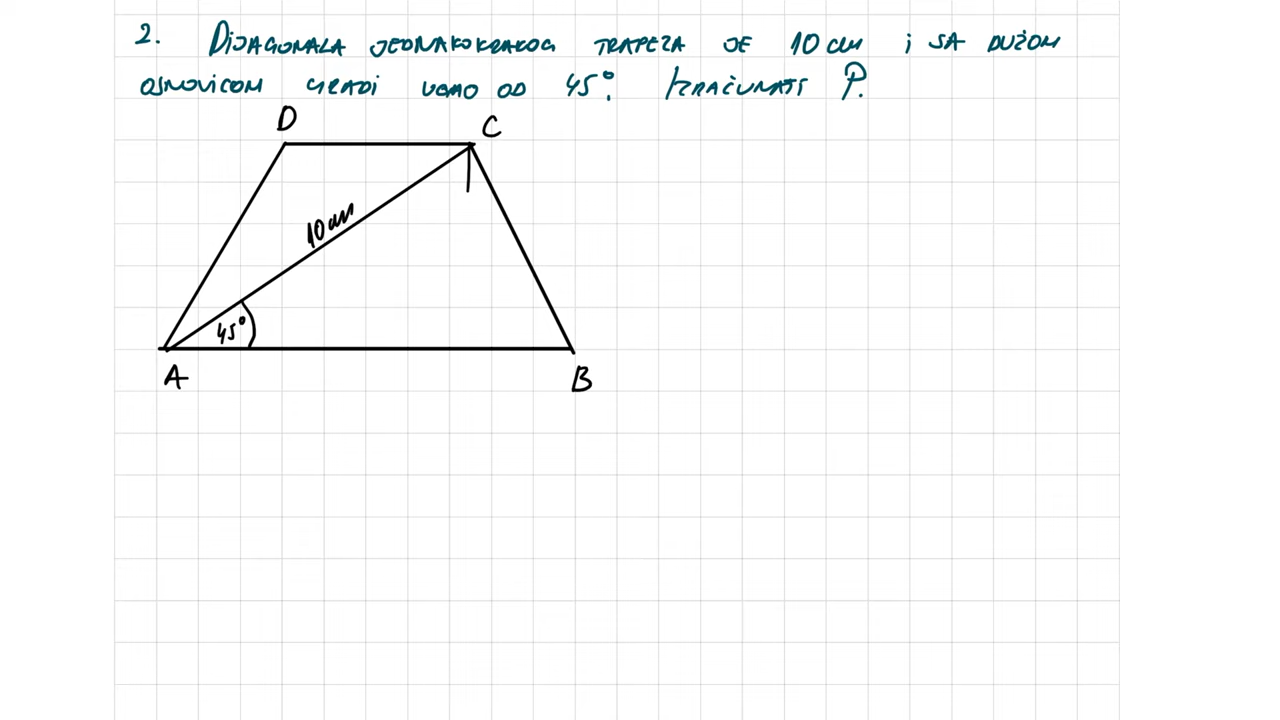 2. DIJAGONALA JEDNAKOKRAKOG TRAPEZA JE 10 cm i SA DUŽOM
OSNOVICOM GRADI UGAO OD 45°. IZRAČUNATI P.
D
C
10 cm
45°
A
B